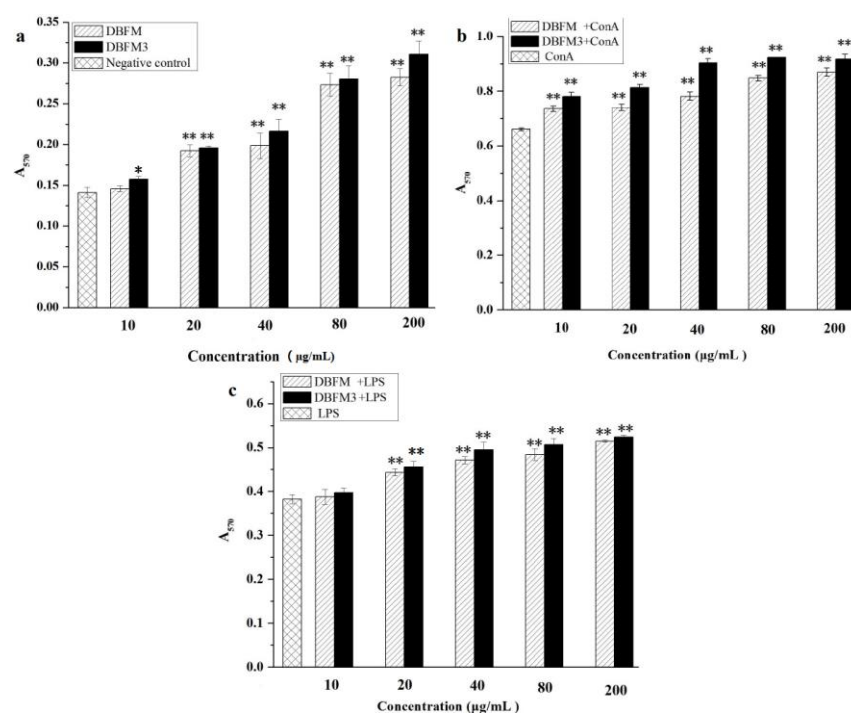 a
DBFM
DBFM3
Negative control
0.35
0.30
0.25
0.20
0.15
0.10
0.05
0.00
A570
*
** **
** **
** **
** **
10 20 40 80 200
Concentration ( μg/mL)
b
DBFM +ConA
DBFM3+ConA
ConA
1.0
0.8
0.6
0.4
0.2
0.0
A570
** **
** **
** **
** **
** **
10 20 40 80 200
Concentration (μg/mL )
c
DBFM +LPS
DBFM3 +LPS
LPS
0.6
0.5
0.4
0.3
0.2
0.1
0.0
A570
** **
** **
** **
** **
10 20 40 80 200
Concentration (μg/mL )